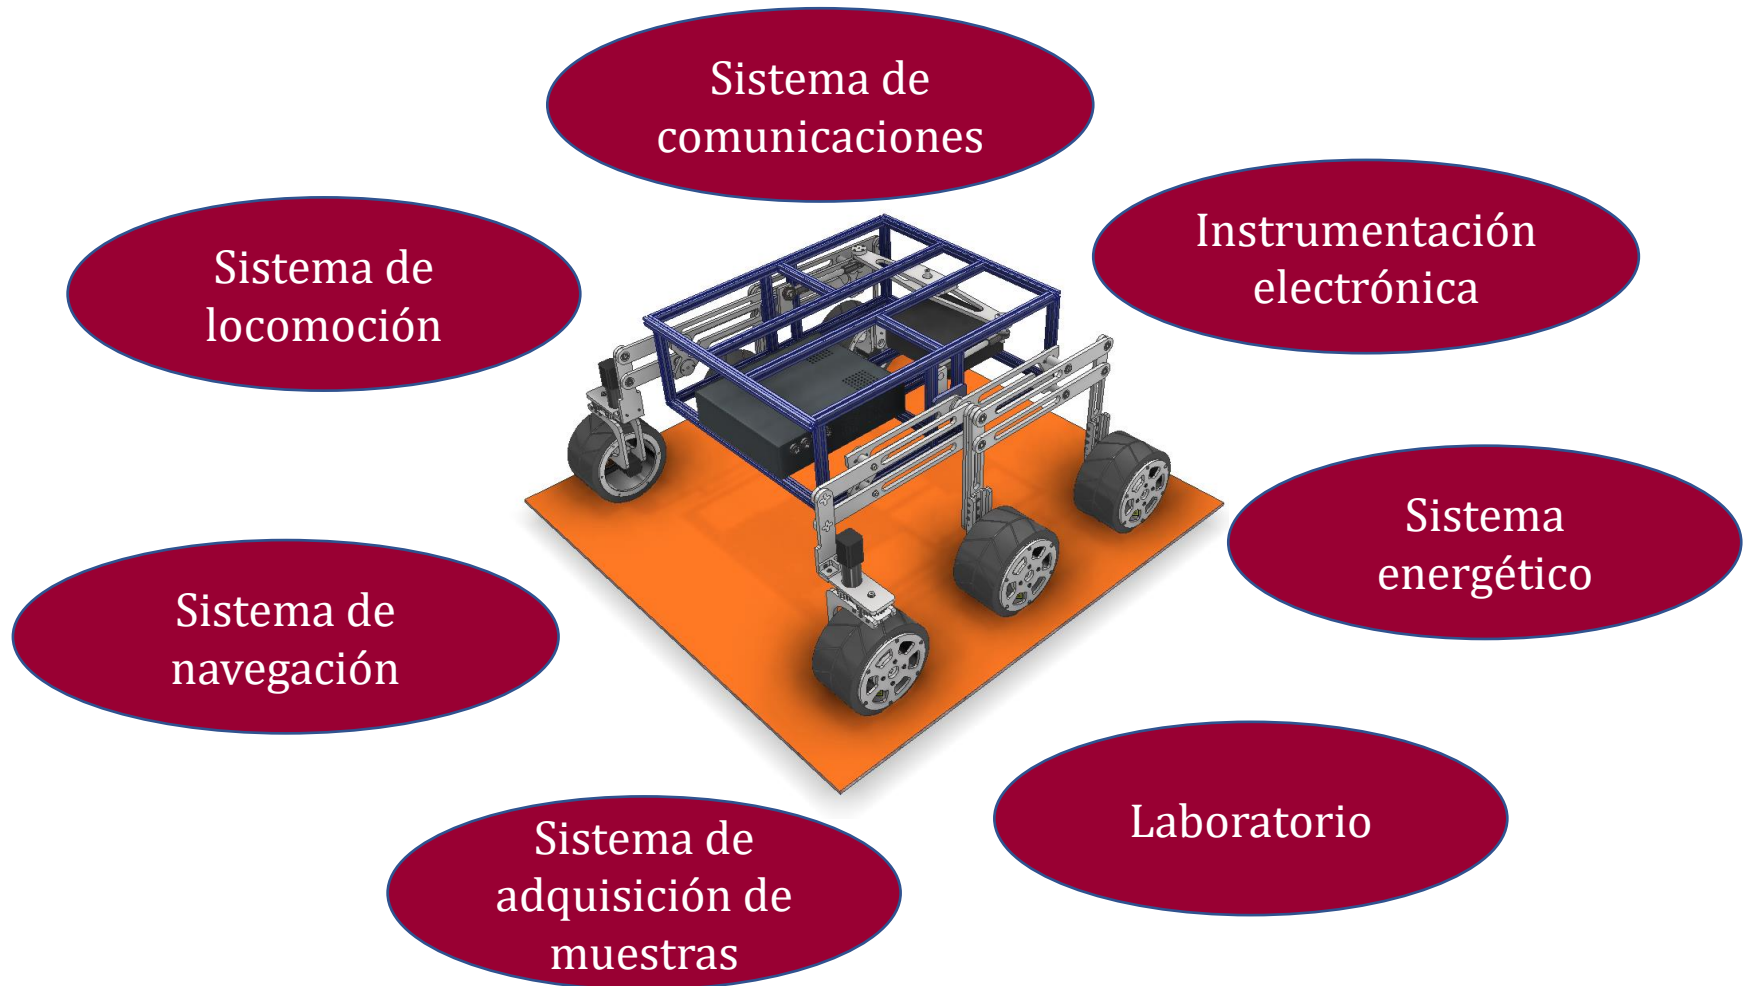 Sistema de
comunicaciones
Instrumentación
electrónica
Sistema de
locomoción
Sistema
energético
Sistema de
navegación
Laboratorio
Sistema de
adquisición de
muestras